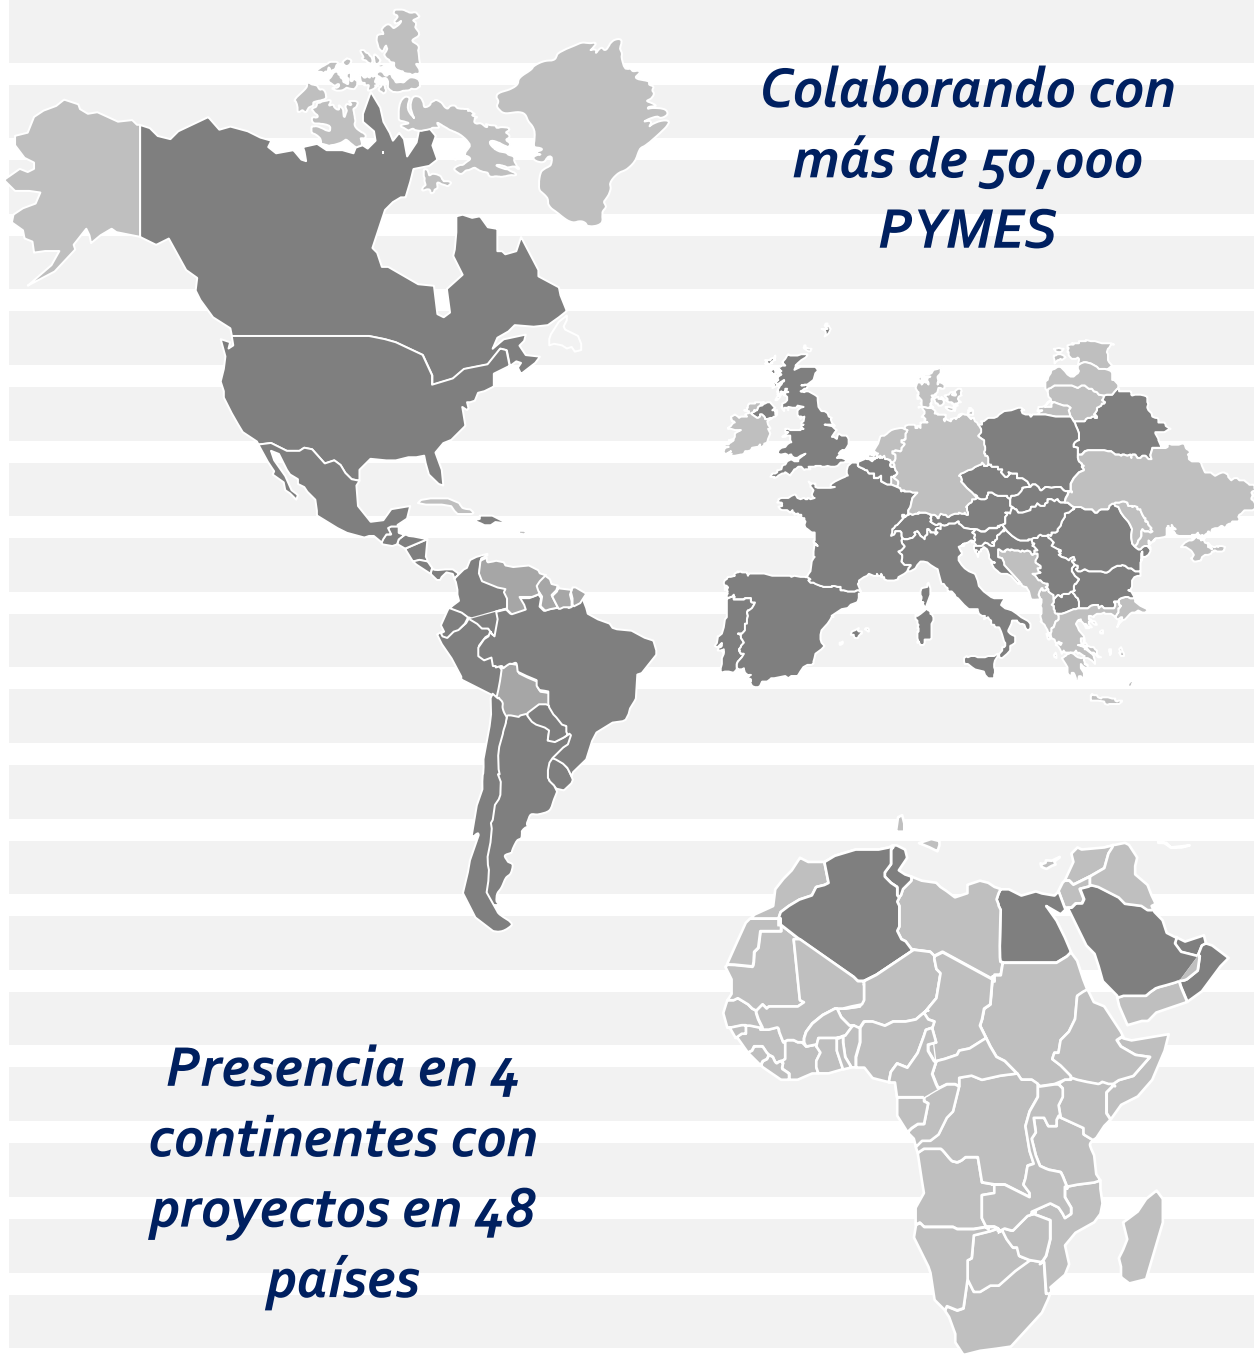 Colaborando con
más de 50,000
PYMES
Presencia en 4
continentes con
proyectos en 48
países